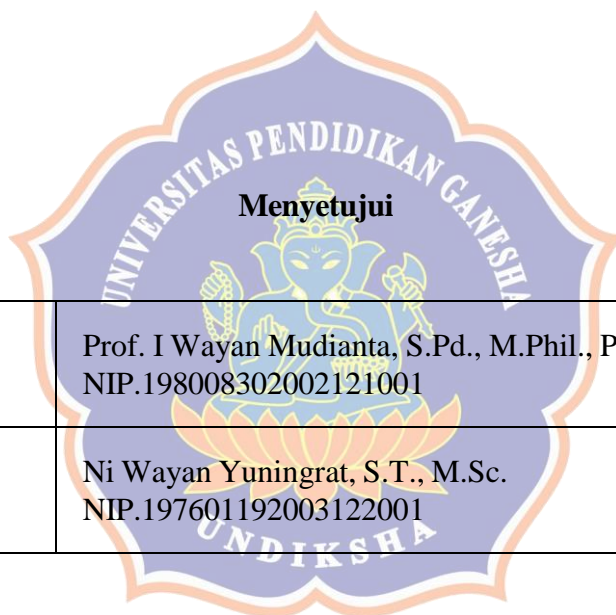 UNIVERSITAS PENDIDIKAN GANESHA
Menyetujui
Prof. I Wayan Mudianta, S.Pd., M.Phil., P
NIP.198008302002121001
Ni Wayan Yuningrat, S.T., M.Sc.
NIP.197601192003122001
UNDIKSHA